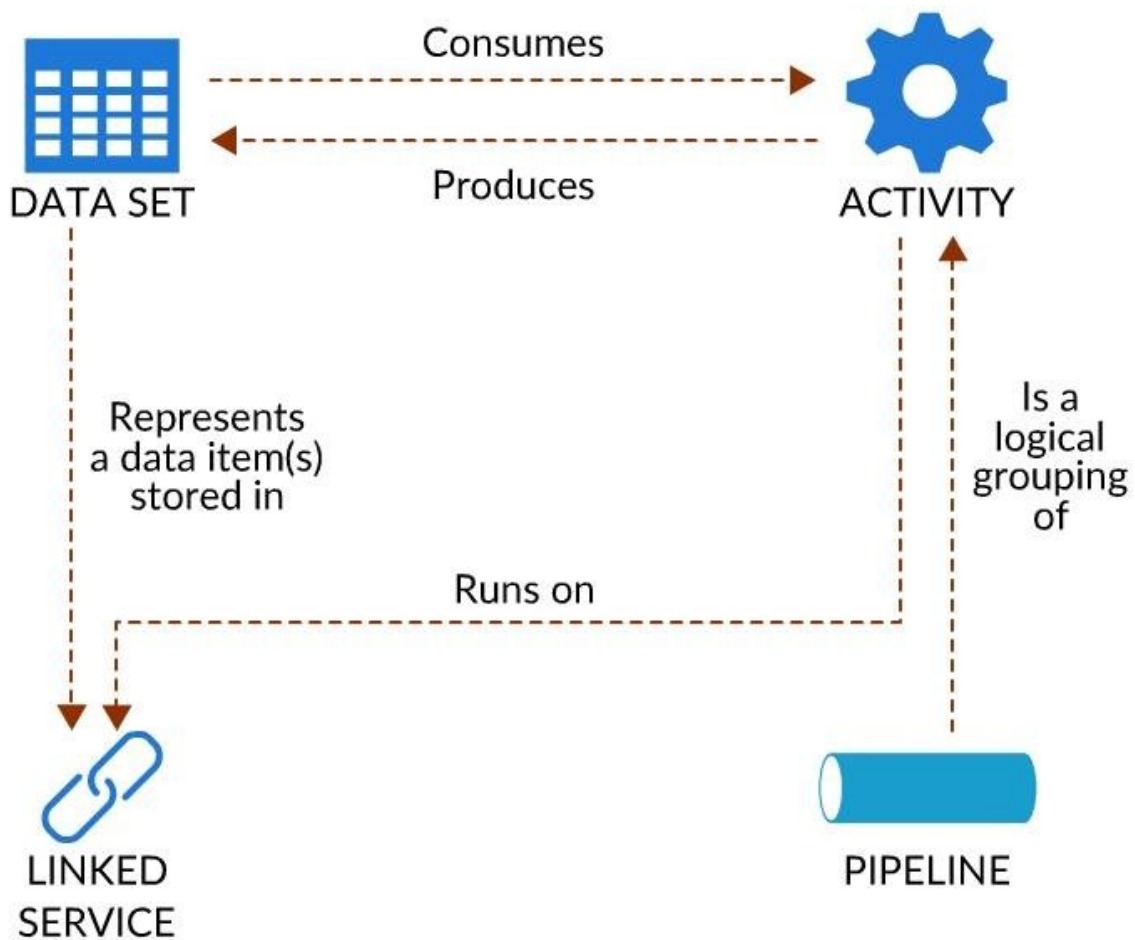 Consumes
Produces
DATA SET
ACTIVITY
Represents
a data item(s)
stored in
Is a
logical
grouping
of
Runs on
LINKED
SERVICE
PIPELINE